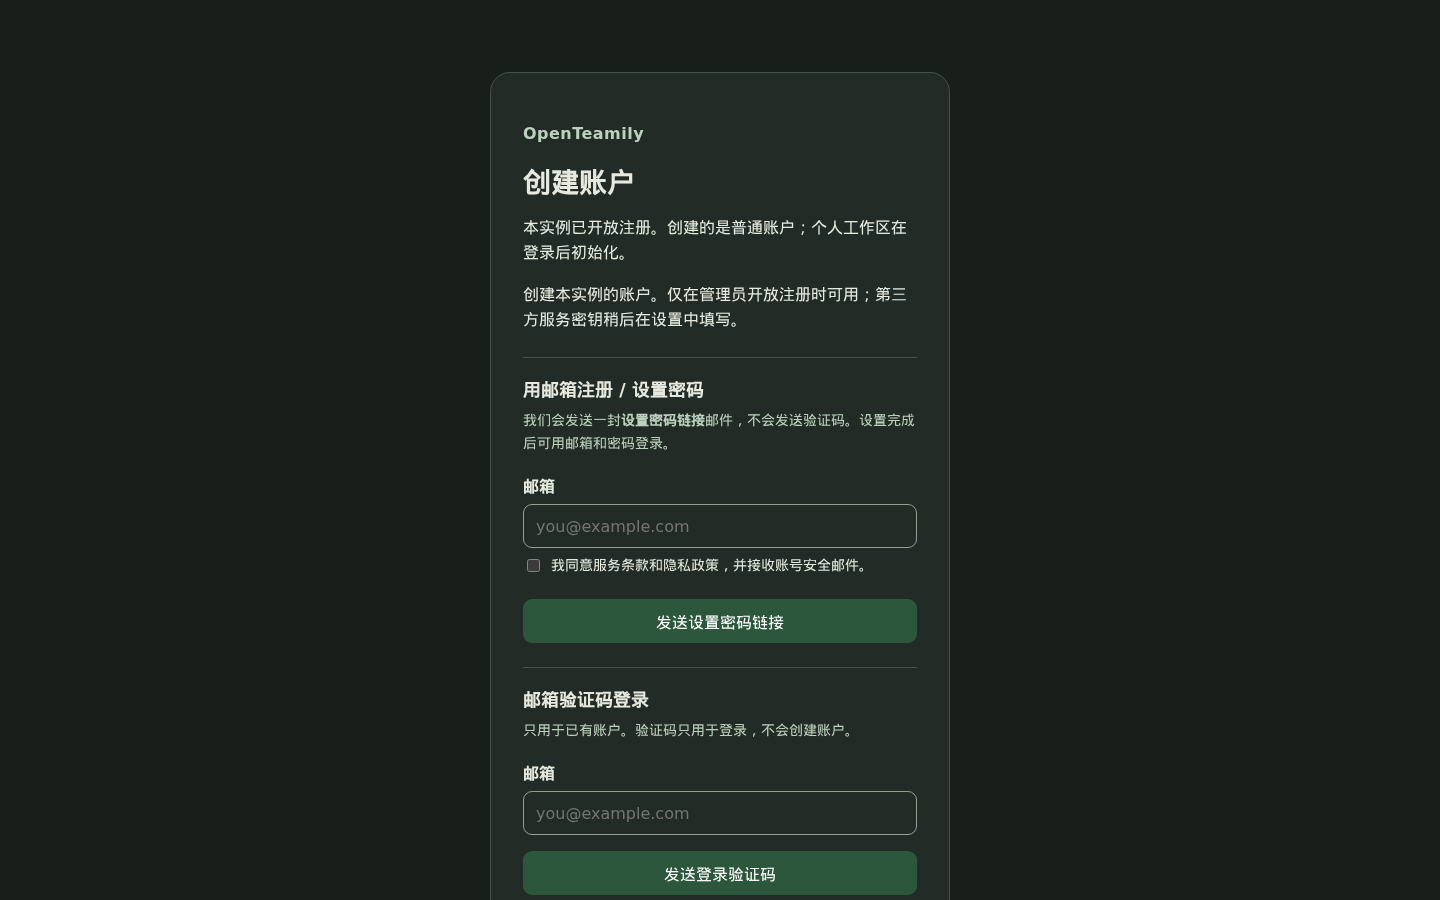 OpenTeamily
创建账户
本实例已开放注册。创建的是普通账户；个人工作区在
登录后初始化。
创建本实例的账户。仅在管理员开放注册时可用；第三
方服务密钥稍后在设置中填写。
用邮箱注册 / 设置密码
我们会发送一封设置密码链接邮件，不会发送验证码。设置完成
后可用邮箱和密码登录。
邮箱
you@example.com
我同意服务条款和隐私政策，并接收账号安全邮件。
发送设置密码链接
邮箱验证码登录
只用于已有账户。验证码只用于登录，不会创建账户。
邮箱
you@example.com
发送登录验证码